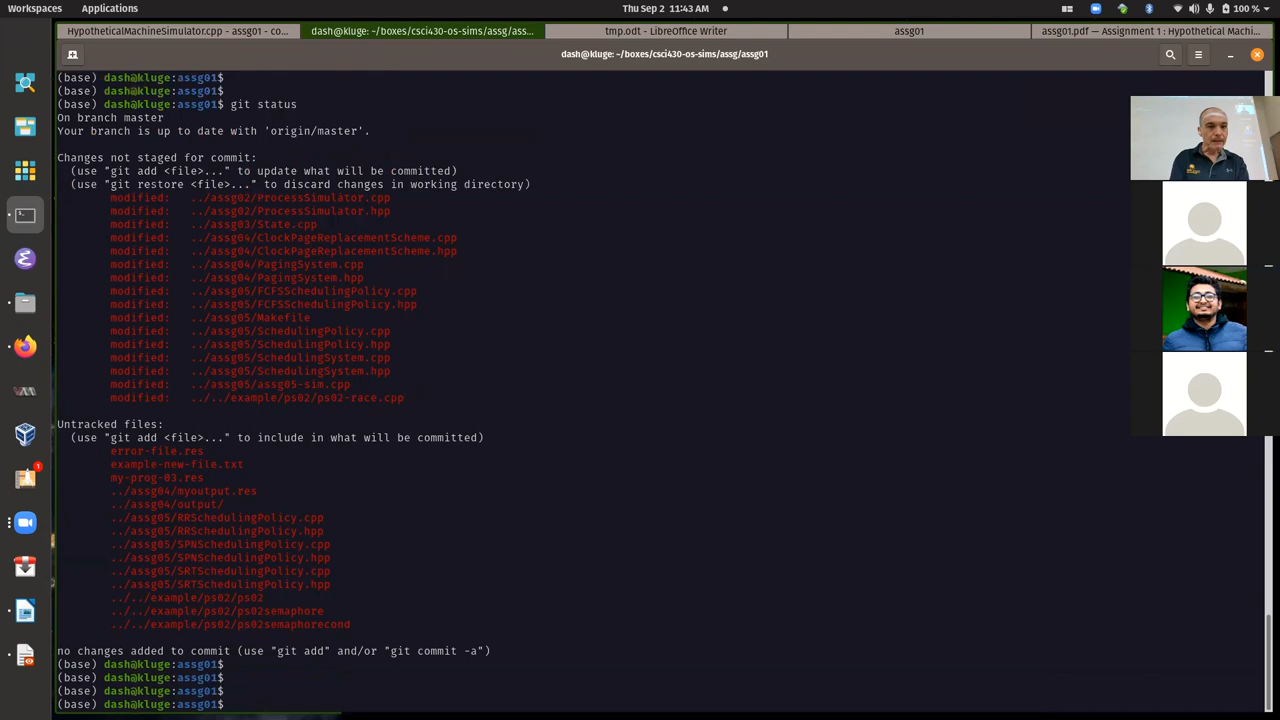 Workspaces Applications Thu Sep 2 11:43 AM 100 %
HypotheticalMachineSimulator.cpp - assg01 - co... dash@kluge: ~/boxes/csci430-os-sims/assg/ass... tmp.odt - LibreOffice Writer assg01 assg01.pdf — Assignment 1 : Hypothetical Machi...
dash@kluge: ~/boxes/csci430-os-sims/assg/assg01
(base) dash@kluge:assg01$
(base) dash@kluge:assg01$
(base) dash@kluge:assg01$ git status
On branch master
Your branch is up to date with 'origin/master'.
Changes not staged for commit:
(use "git add <file>..." to update what will be committed)
(use "git restore <file>..." to discard changes in working directory)
modified: ../assg02/ProcessSimulator.cpp
modified: ../assg02/ProcessSimulator.hpp
modified: ../assg03/State.cpp
modified: ../assg04/ClockPageReplacementScheme.cpp
modified: ../assg04/ClockPageReplacementScheme.hpp
modified: ../assg04/PagingSystem.cpp
modified: ../assg04/PagingSystem.hpp
modified: ../assg05/FCFSSchedulingPolicy.cpp
modified: ../assg05/FCFSSchedulingPolicy.hpp
modified: ../assg05/Makefile
modified: ../assg05/SchedulingPolicy.cpp
modified: ../assg05/SchedulingPolicy.hpp
modified: ../assg05/SchedulingSystem.cpp
modified: ../assg05/SchedulingSystem.hpp
modified: ../assg05/assg05-sim.cpp
modified: ../../example/ps02/ps02-race.cpp
Untracked files:
(use "git add <file>..." to include in what will be committed)
error-file.res
example-new-file.txt
my-prog-03.res
../assg04/myoutput.res
../assg04/output/
../assg05/RRSchedulingPolicy.cpp
../assg05/RRSchedulingPolicy.hpp
../assg05/SPNSchedulingPolicy.cpp
../assg05/SPNSchedulingPolicy.hpp
../assg05/SRTSchedulingPolicy.cpp
../assg05/SRTSchedulingPolicy.hpp
../../example/ps02/ps02
../../example/ps02/ps02semaphore
../../example/ps02/ps02semaphorecond
no changes added to commit (use "git add" and/or "git commit -a")
(base) dash@kluge:assg01$
(base) dash@kluge:assg01$
(base) dash@kluge:assg01$
(base) dash@kluge:assg01$